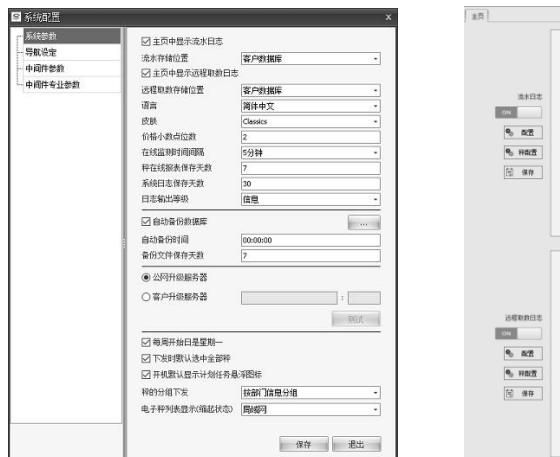 系统配置
x
系统参数
导航设定
中间件参数
中间件专业参数
主页中显示流水日志
流水存储位置 客户数据库
主页中显示远程取数日志
远程取数存储位置 客户数据库
语言 简体中文
皮肤 Classics
价格小数点位数 2
在线监测时间间隔 5分钟
秤在线报表保存天数 7
系统日志保存天数 30
日志输出等级 信息
自动备份数据库 ...
自动备份时间 00:00:00
备份文件保存天数 7
公网升级服务器
客户升级服务器 :
测试
每周开始日是星期一
下发时默认选中全部秤
开机默认显示计划任务悬浮图标
秤的分组下发 按部门信息分组
电子秤列表显示(缩起状态) 局域网
保存 退出
主页
流水日志
ON
配置
秤配置
保存
远程取数日志
ON
配置
秤配置
保存